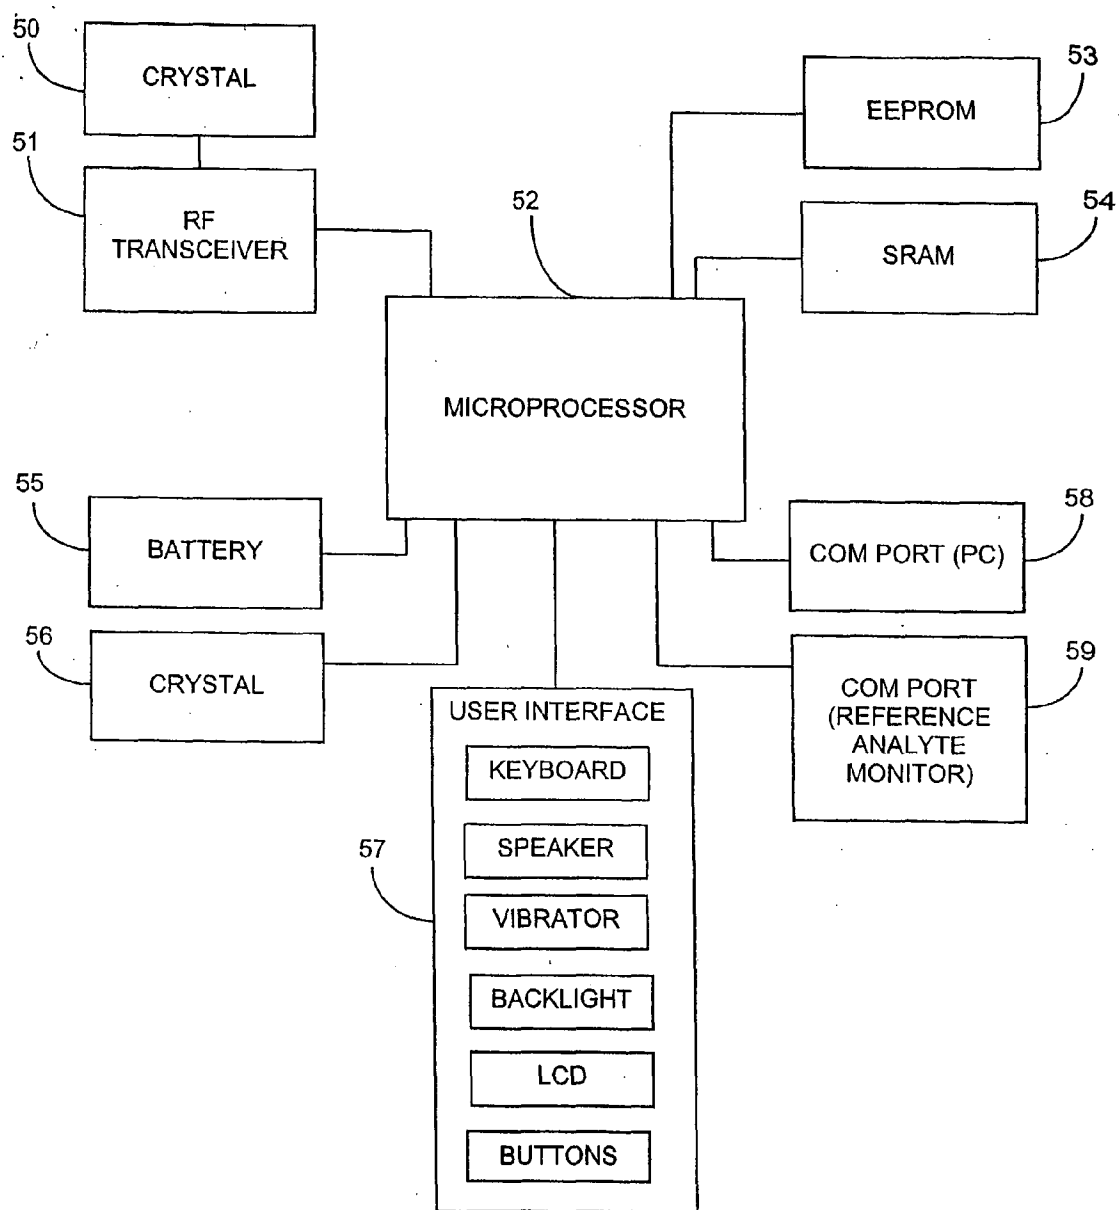 50
CRYSTAL
51
RF
TRANSCEIVER
52
53
EEPROM
54
SRAM
MICROPROCESSOR
55
BATTERY
56
CRYSTAL
58
COM PORT (PC)
59
COM PORT
(REFERENCE
ANALYTE
MONITOR)
57
USER INTERFACE
KEYBOARD
SPEAKER
VIBRATOR
BACKLIGHT
LCD
BUTTONS